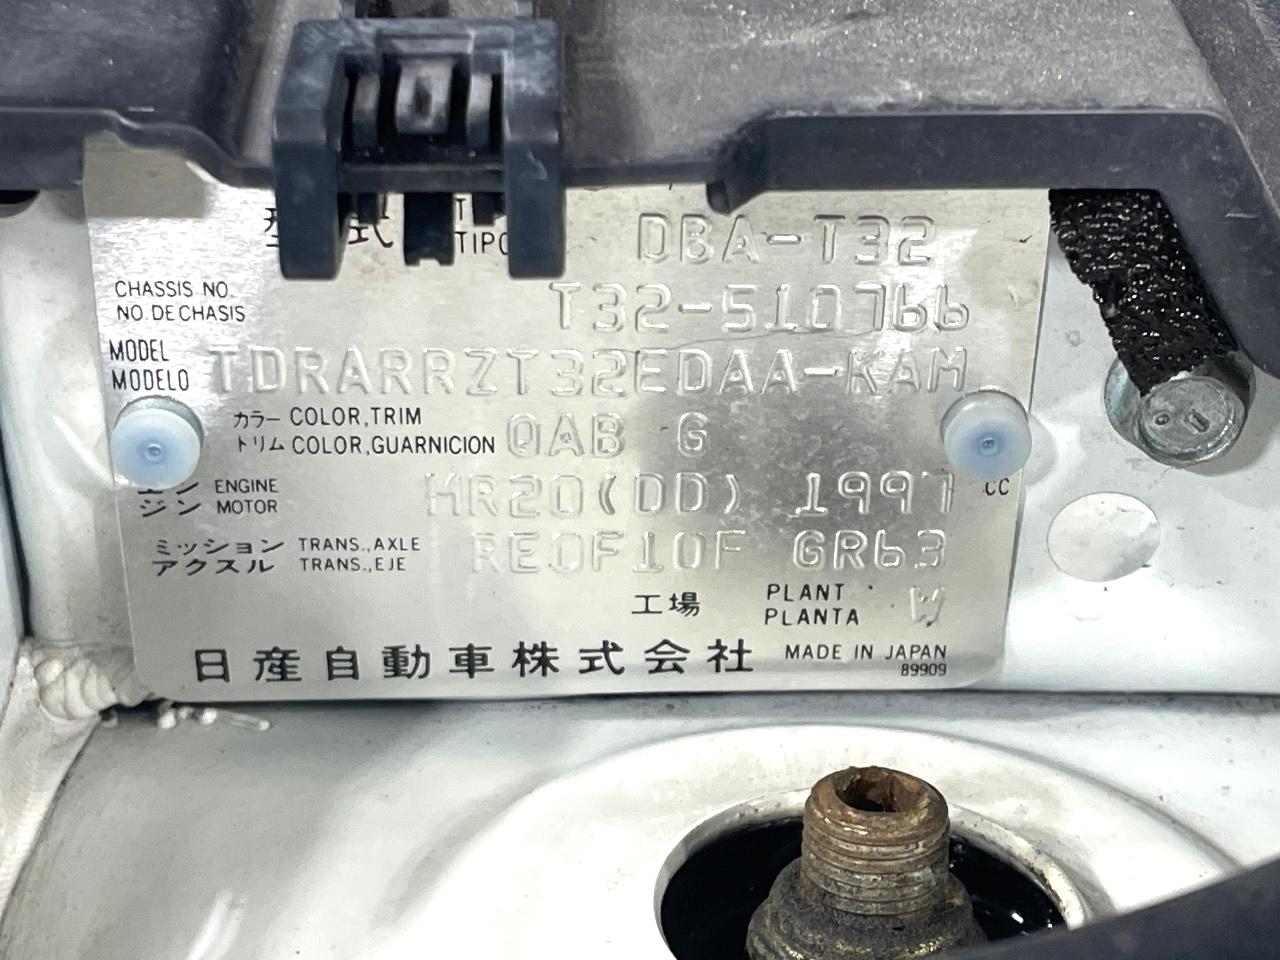 型式 TIPO DBA-T32
CHASSIS NO. T32-510766
NO. DE CHASIS
MODEL TDRARRZT32EDAA-KAM
MODELO
カラー COLOR,TRIM QAB G
トリム COLOR,GUARNICION
エン ENGINE MR20(DD) 1997 CC
ジン MOTOR
ミッション TRANS.,AXLE RE0F10F GR63
アクスル TRANS.,EJE
工場 PLANT W
PLANTA
日産自動車株式会社 MADE IN JAPAN
89909